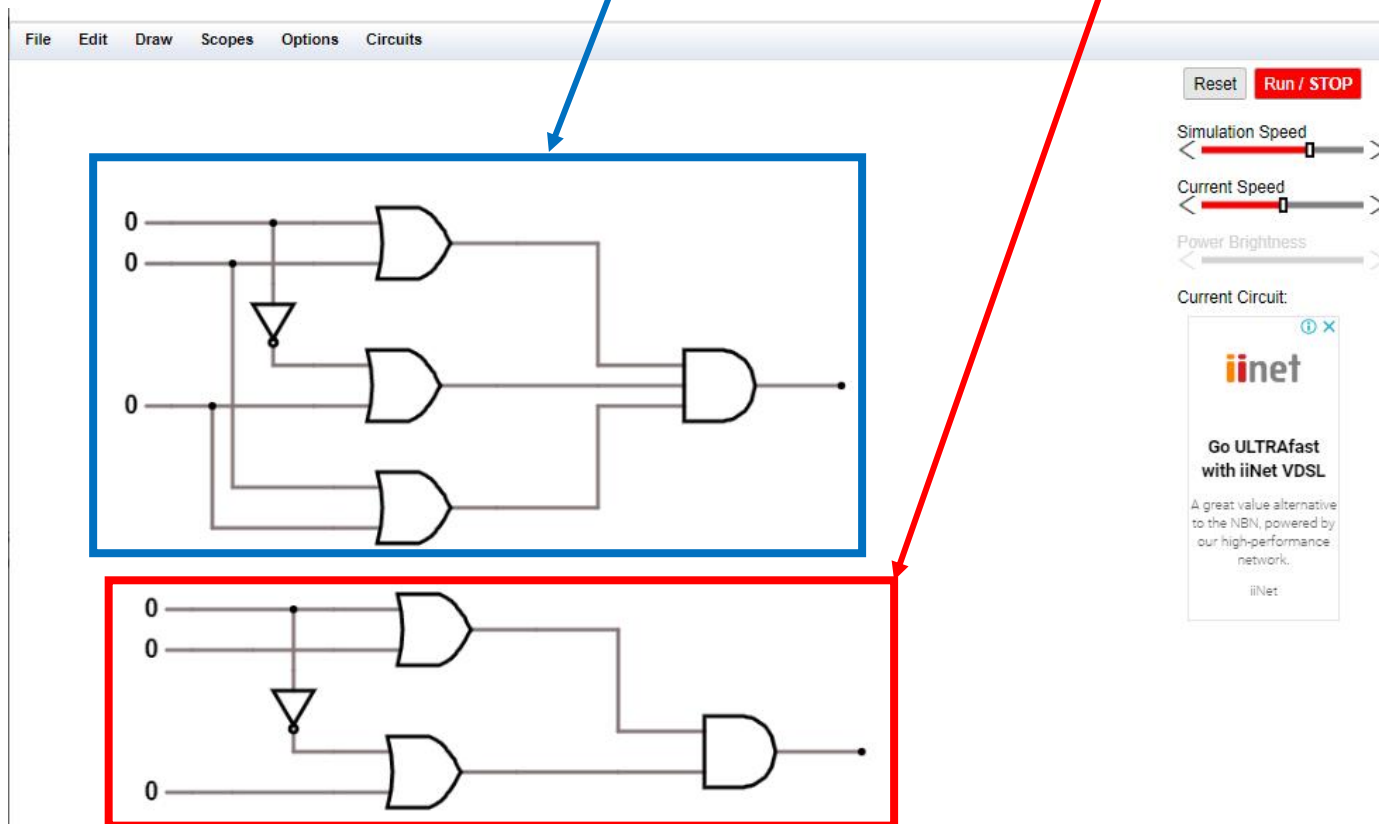 File Edit Draw Scopes Options Circuits
Reset Run / STOP
Simulation Speed
Current Speed
Power Brightness
Current Circuit:
0
0
0
0
0
0
iinet
Go ULTRAfast
with iiNet VDSL
A great value alternative
to the NBN, powered by
our high-performance
network.
iiNet